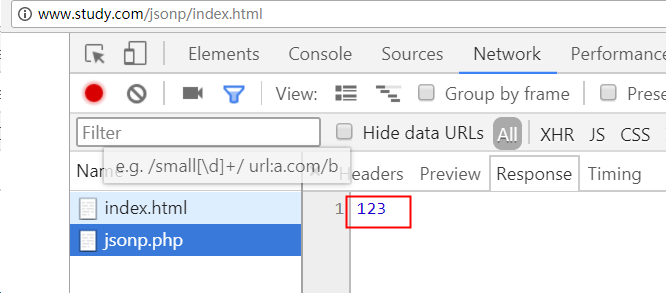 www.study.com/jsonp/index.html
Elements Console Sources Network Performance
View: Group by frame Prese
Filter Hide data URLs All XHR JS CSS
e.g. /small[\d]+/ url:a.com/b
Name Headers Preview Response Timing
index.html 1 123
jsonp.php